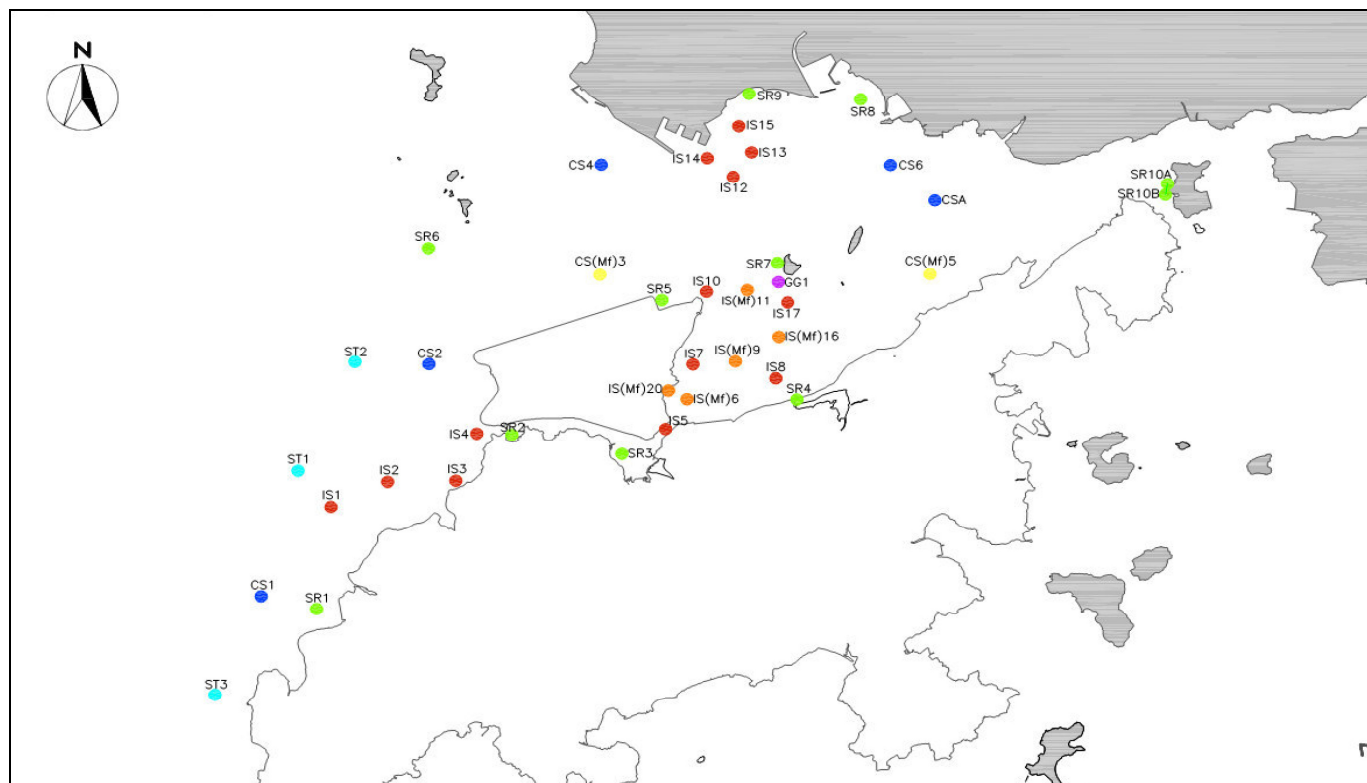 N
SR9
SR8
IS15
IS13
IS14
CS4
CS6
IS12
SR10A
SR10B
CSA
SR6
SR7
CS(Mf)3
CS(Mf)5
GG1
IS10
SR5
IS(Mf)11
IS17
IS(Mf)16
ST2
CS2
IS7
IS(Mf)9
IS8
IS(Mf)20
IS(Mf)6
SR4
IS5
SR2
IS4
SR3
ST1
IS2
IS3
IS1
CS1
SR1
ST3